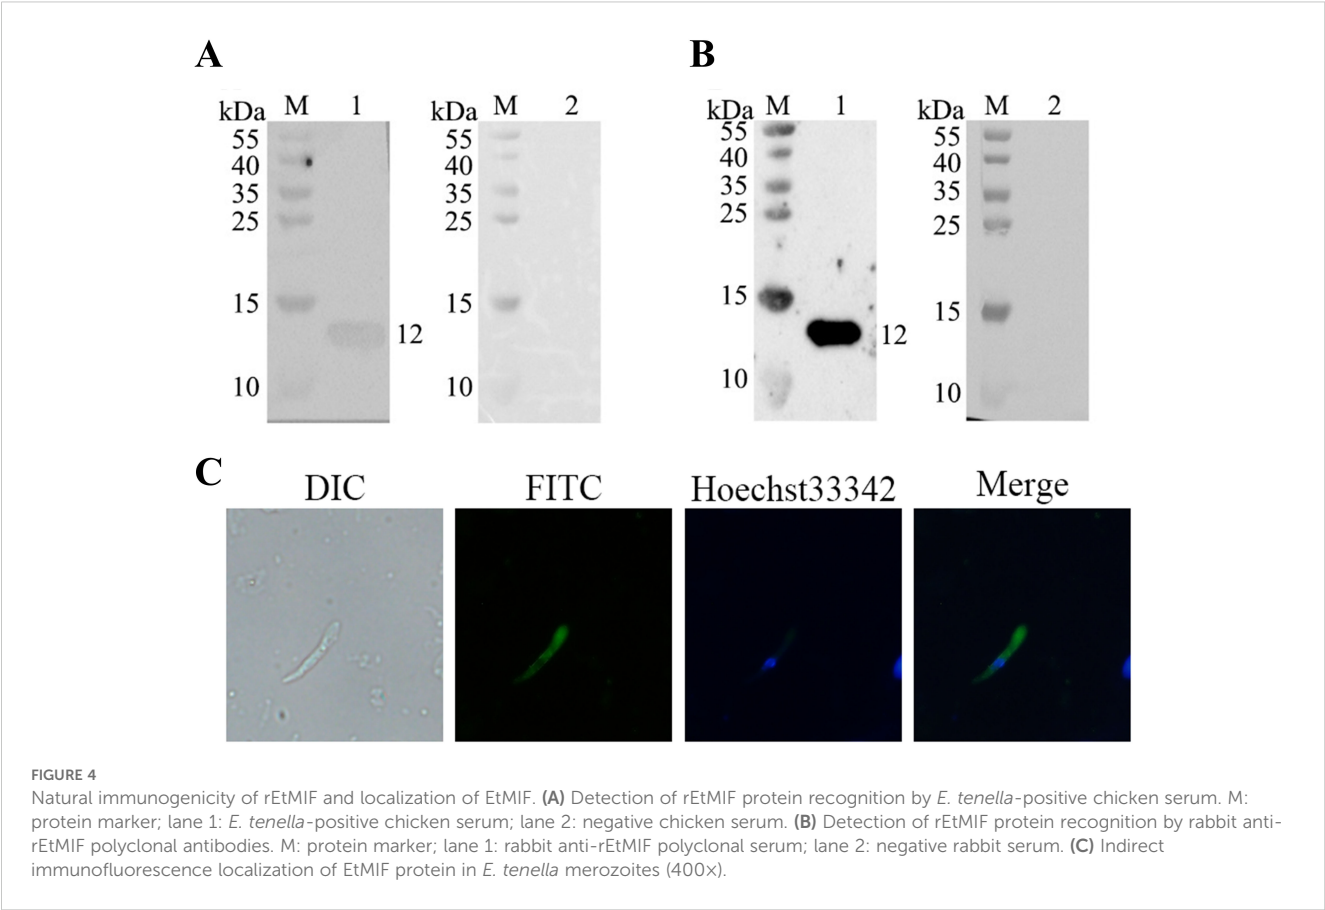 A
B
kDa M 1
55
40
35
25
15
12
10
kDa M 2
55
40
35
25
15
10
kDa M 1
55
40
35
25
15
12
10
kDa M 2
55
40
35
25
15
10
C
DIC
FITC
Hoechst33342
Merge
FIGURE 4
Natural immunogenicity of rEtMIF and localization of EtMIF. (A) Detection of rEtMIF protein recognition by E. tenella-positive chicken serum. M:
protein marker; lane 1: E. tenella-positive chicken serum; lane 2: negative chicken serum. (B) Detection of rEtMIF protein recognition by rabbit anti-
rEtMIF polyclonal antibodies. M: protein marker; lane 1: rabbit anti-rEtMIF polyclonal serum; lane 2: negative rabbit serum. (C) Indirect
immunofluorescence localization of EtMIF protein in E. tenella merozoites (400×).